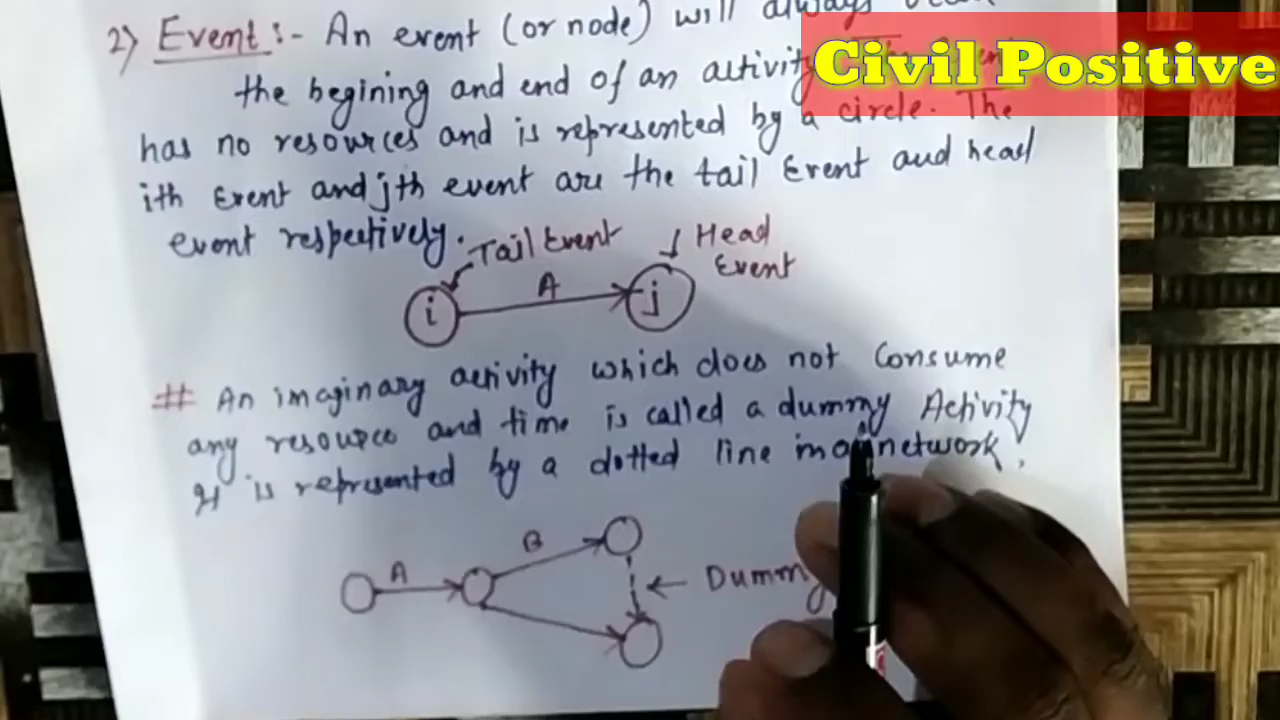 2) Event:- An event (or node) will always
Civil Positive
the begining and end of an activity
has no resources and is represented by a circle. The
ith Event and jth event are the tail Event and head
event respectively.
Tail Event
Head
Event
i
A
j
# An imaginary activity which does not Consume
any resource and time is called a dummy Activity
It is represented by a dotted line in network.
B
A
Dummy